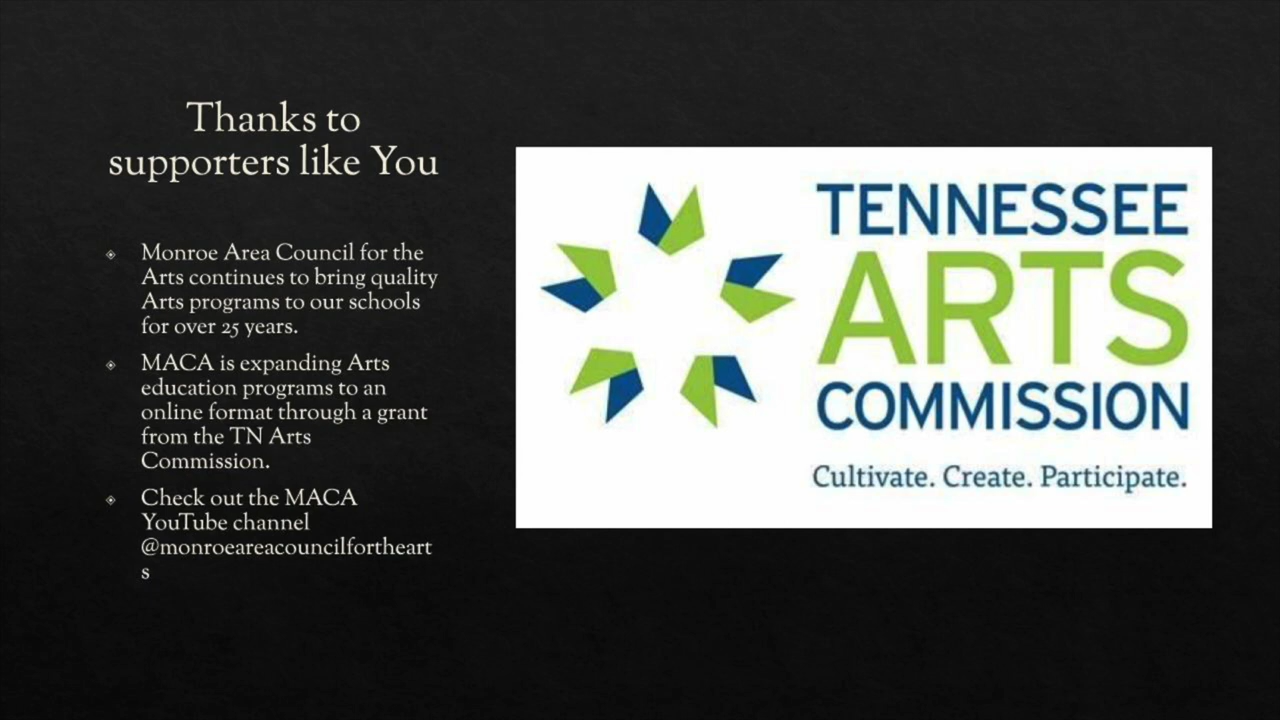 Thanks to
supporters like You
Monroe Area Council for the
Arts continues to bring quality
Arts programs to our schools
for over 25 years.
MACA is expanding Arts
education programs to an
online format through a grant
from the TN Arts
Commission.
Check out the MACA
YouTube channel
@monroeareacouncilfortheart
s
TENNESSEE
ARTS
COMMISSION
Cultivate. Create. Participate.